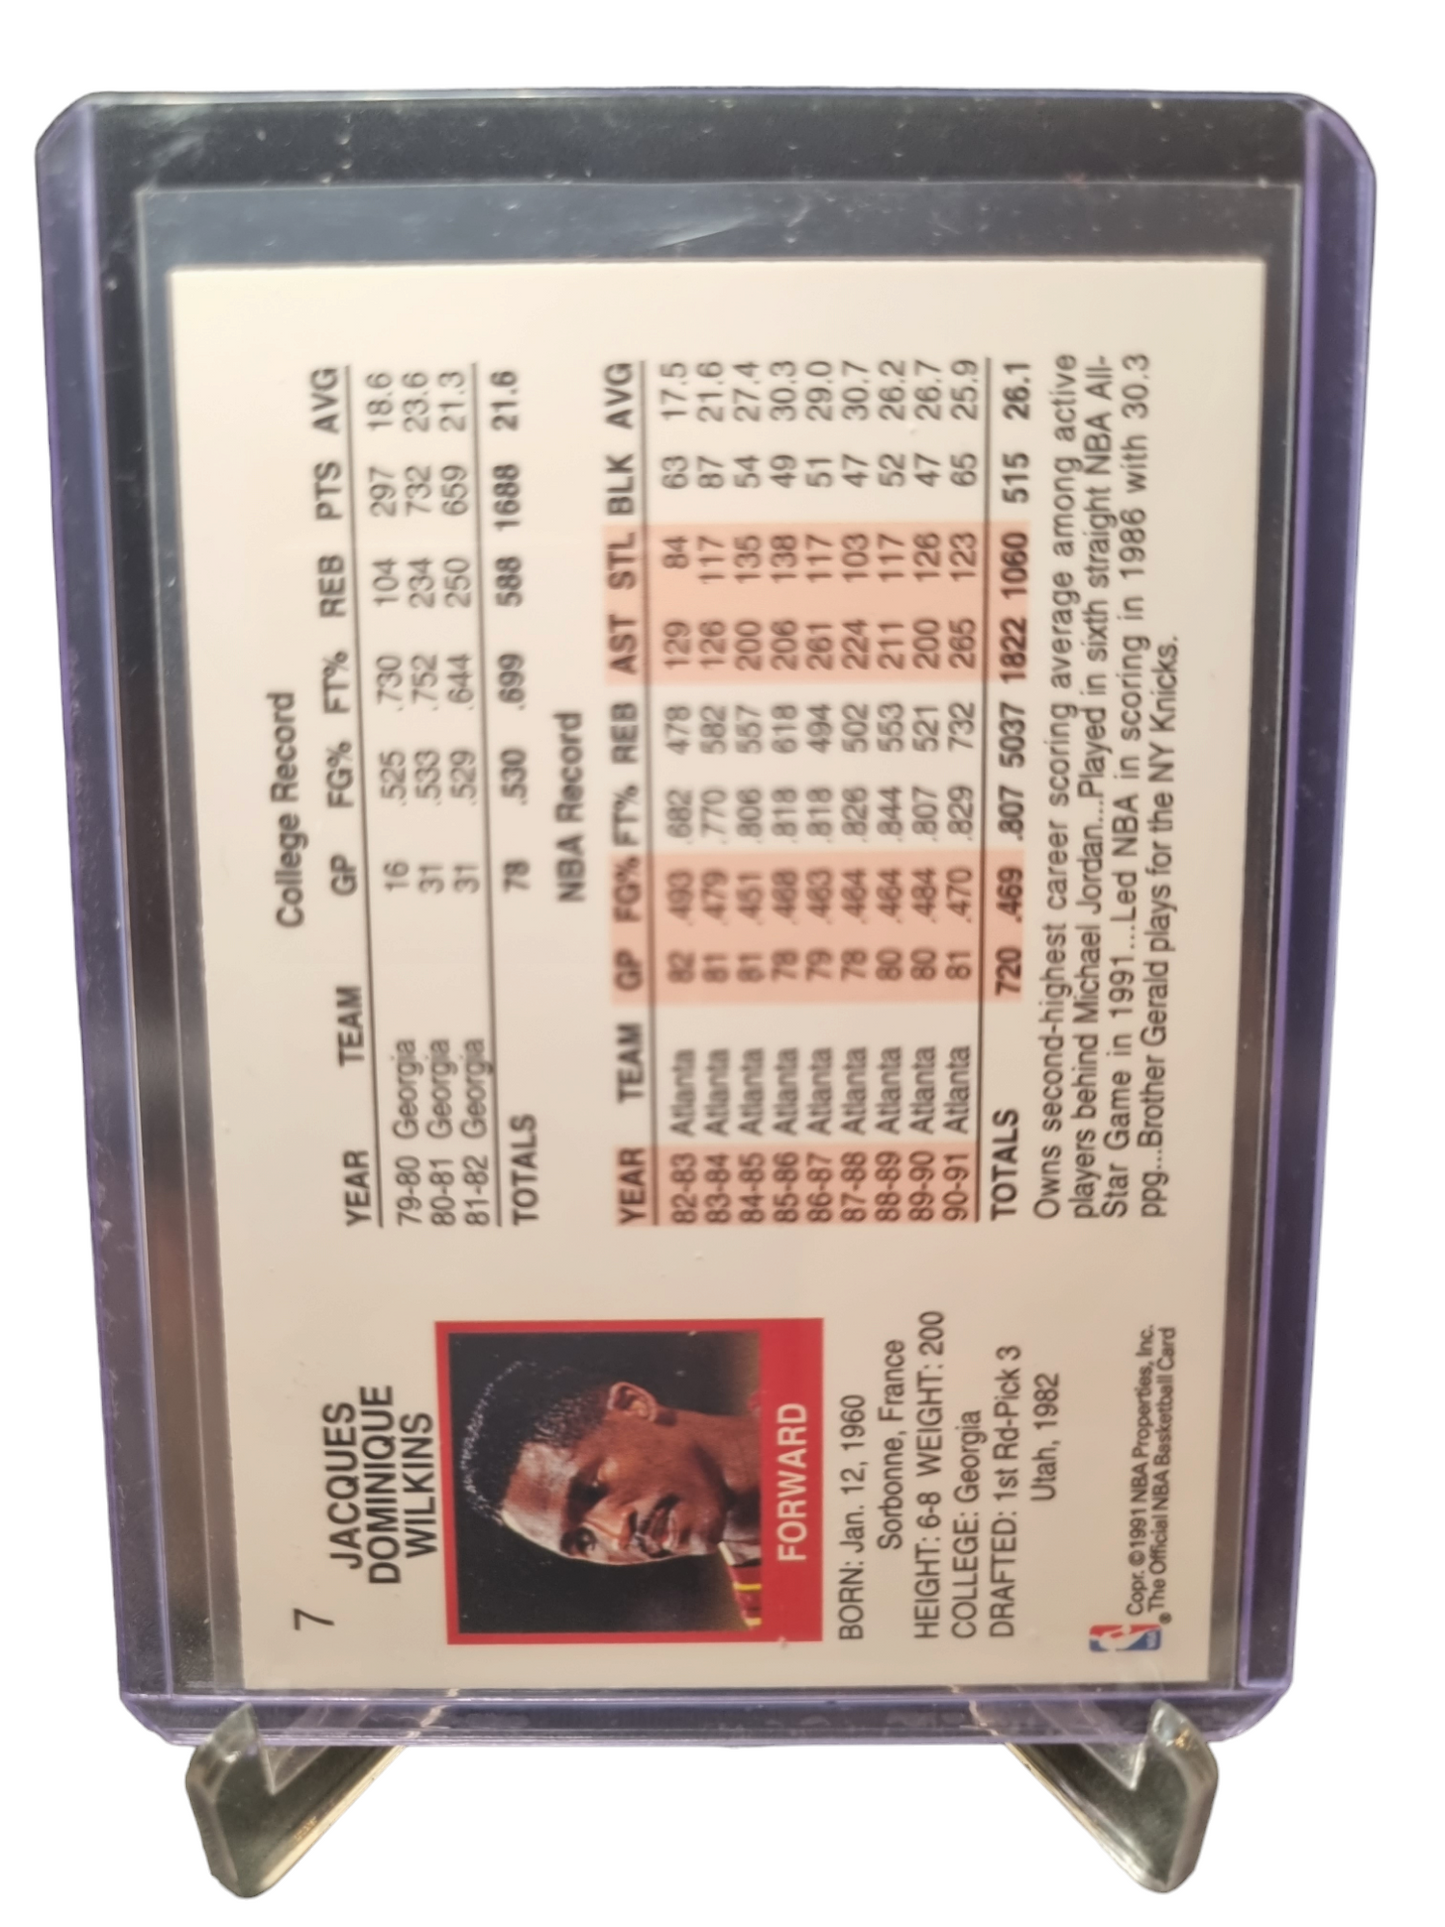 7
JACQUES
DOMINIQUE
WILKINS
FORWARD
BORN: Jan. 12, 1960
Sorbonne, France
HEIGHT: 6-8 WEIGHT: 200
COLLEGE: Georgia
DRAFTED: 1st Rd-Pick 3
Utah, 1982
NBA
Copr. ©1991 NBA Properties, Inc.
® The Official NBA Basketball Card
College Record
YEAR TEAM GP FG% FT% REB PTS AVG
79-80 Georgia 16 .525 .730 104 297 18.6
80-81 Georgia 31 .533 .752 234 732 23.6
81-82 Georgia 31 .529 .644 250 659 21.3
TOTALS 78 .530 .699 588 1688 21.6
NBA Record
YEAR TEAM GP FG% FT% REB AST STL BLK AVG
82-83 Atlanta 82 .493 .682 478 129 84 63 17.5
83-84 Atlanta 81 .479 .770 582 126 117 87 21.6
84-85 Atlanta 81 .451 .806 557 200 135 54 27.4
85-86 Atlanta 78 .468 .818 618 206 138 49 30.3
86-87 Atlanta 79 .463 .818 494 261 117 51 29.0
87-88 Atlanta 78 .464 .826 502 224 103 47 30.7
88-89 Atlanta 80 .464 .844 553 211 117 52 26.2
89-90 Atlanta 80 .484 .807 521 200 126 47 26.7
90-91 Atlanta 81 .470 .829 732 265 123 65 25.9
TOTALS 720 .469 .807 5037 1822 1060 515 26.1
Owns second-highest career scoring average among active
players behind Michael Jordan...Played in sixth straight NBA All-
Star Game in 1991...Led NBA in scoring in 1986 with 30.3
ppg...Brother Gerald plays for the NY Knicks.